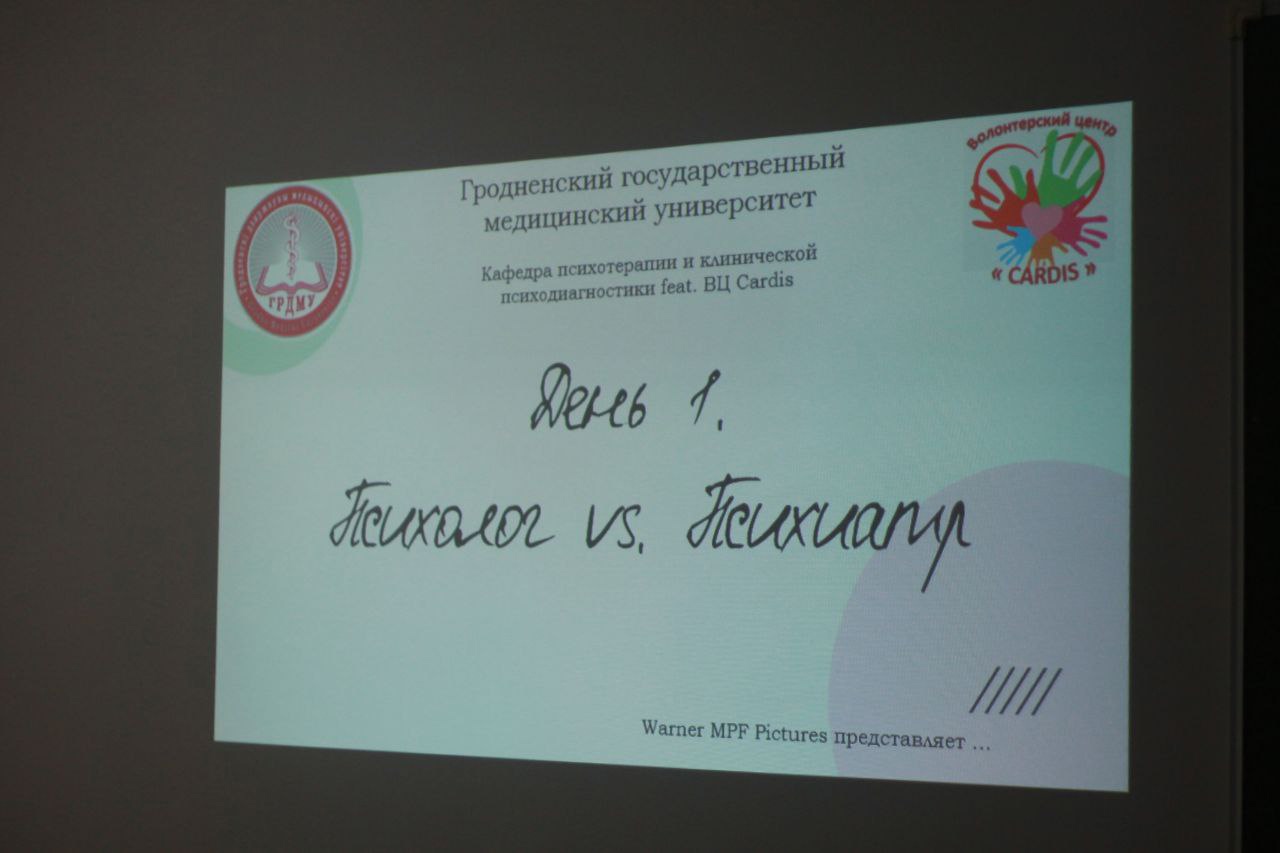 Гродненский государственный
медицинский университет
Волонтерский центр
« CARDIS »
ГРДМУ
Кафедра психотерапии и клинической
психодиагностики feat. ВЦ Cardis
День 1.
Психолог vs. Психиатр
/////
Warner MPF Pictures представляет ...